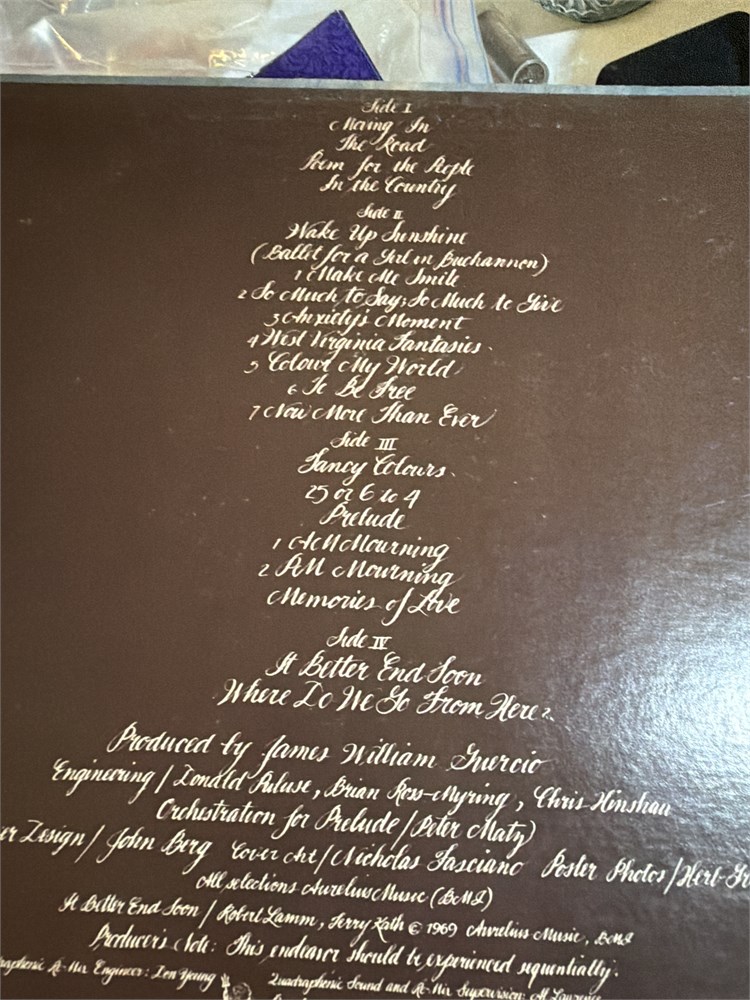 Side I
Moving In
The Road
Poem for the People
In the Country
Side II
Wake Up Sunshine
(Ballet for a Girl in Buchannon)
1 Make Me Smile
2 So Much to Say; So Much to Give
3 Anxiety's Moment
4 West Virginia Fantasies
5 Colour My World
6 To Be Free
7 Now More Than Ever
Side III
Fancy Colours
25 or 6 to 4
Prelude
1 AM Mourning
2 PM Mourning
Memories of Love
Side IV
It Better End Soon
Where Do We Go From Here?
Produced by James William Guercio
Engineering / Donald Puluse, Brian Ross-Myring, Chris Hinshaw
Orchestration for Prelude / Peter Matz
Design / John Berg Cover Art / Nicholas Fasciano Poster Photos / Herb
All selections Aurelius Music (BMI)
It Better End Soon / Robert Lamm, Terry Kath © 1969 Aurelius Music, BMI
Producer's Note: This endeavor should be experienced sequentially.
Re-Mix Engineer: Don Young Quadraphonic Sound and Re-Mix Supervision: Al